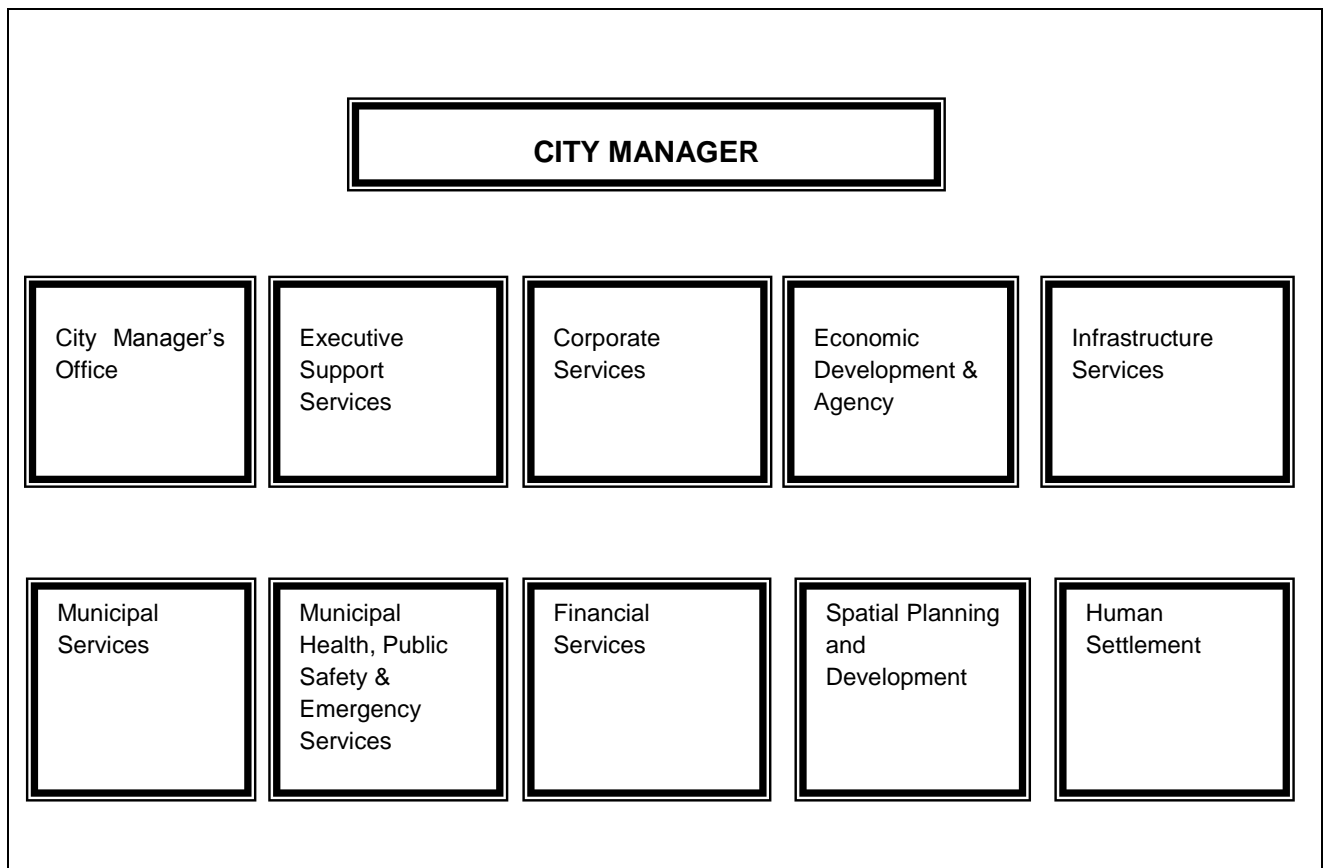 CITY MANAGER
City Manager’s
Office
Executive
Support
Services
Corporate
Services
Economic
Development &
Agency
Infrastructure
Services
Municipal
Services
Municipal
Health, Public
Safety &
Emergency
Services
Financial
Services
Spatial Planning
and
Development
Human
Settlement